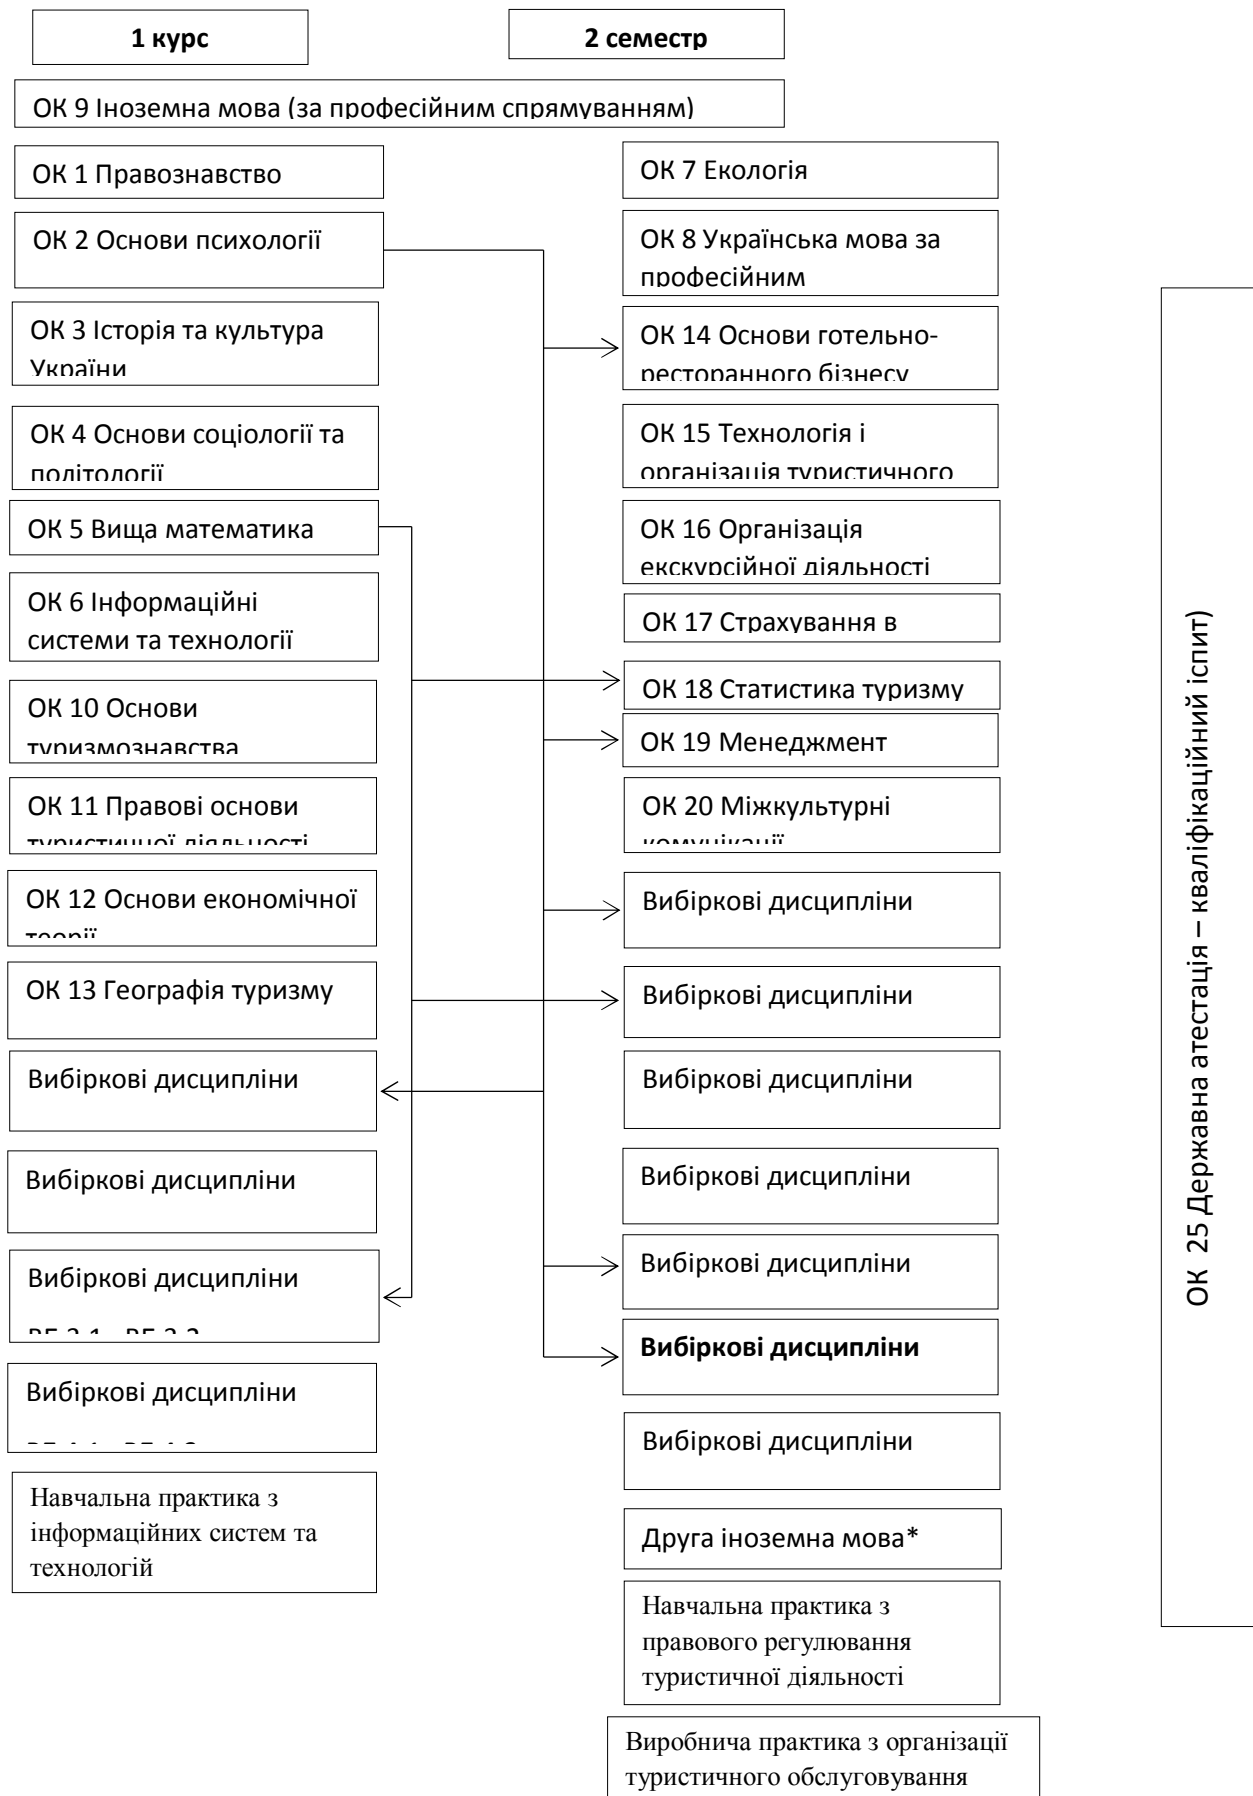 1 курс
2 семестр
ОК 9 Іноземна мова (за професійним спрямуванням)
ОК 1 Правознавство
ОК 2 Основи психології
ОК 3 Історія та культура
України
ОК 4 Основи соціології та
політології
ОК 5 Вища математика
ОК 6 Інформаційні
системи та технології
ОК 10 Основи
туризмознавства
ОК 11 Правові основи
туристичної діяльності
ОК 12 Основи економічної
теорії
ОК 13 Географія туризму
Вибіркові дисципліни
Вибіркові дисципліни
Вибіркові дисципліни
Вибіркові дисципліни
Навчальна практика з
інформаційних систем та
технологій
ОК 7 Екологія
ОК 8 Українська мова за
професійним
ОК 14 Основи готельно-
ресторанного бізнесу
ОК 15 Технологія і
організація туристичного
ОК 16 Організація
екскурсійної діяльності
ОК 17 Страхування в
ОК 18 Статистика туризму
ОК 19 Менеджмент
ОК 20 Міжкультурні
комунікації
Вибіркові дисципліни
Вибіркові дисципліни
Вибіркові дисципліни
Вибіркові дисципліни
Вибіркові дисципліни
Вибіркові дисципліни
Вибіркові дисципліни
Друга іноземна мова*
Навчальна практика з
правового регулювання
туристичної діяльності
Виробнича практика з організації
туристичного обслуговування
ОК 25 Державна атестація – кваліфікаційний іспит)